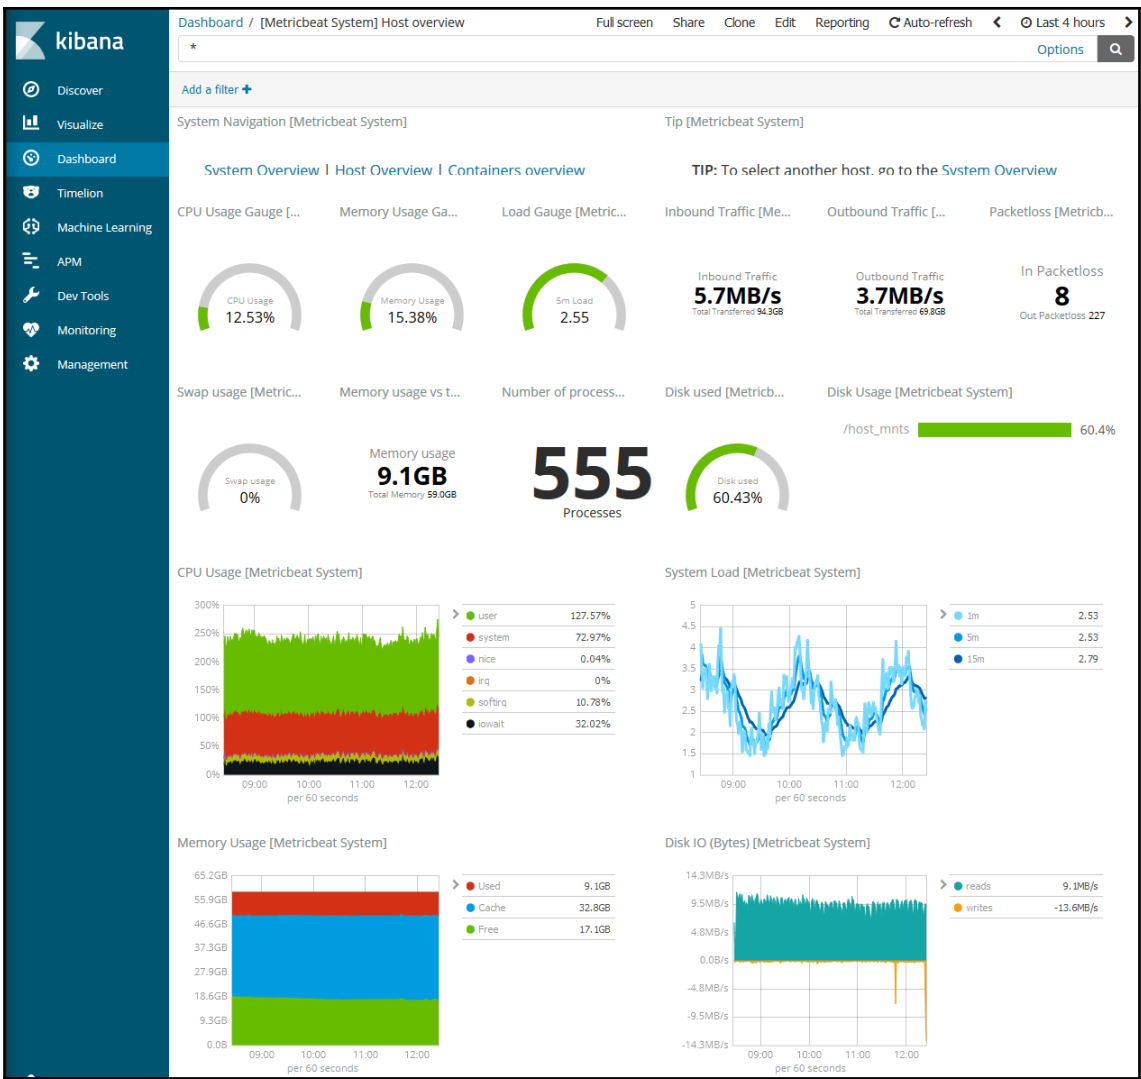 kibana
Discover
Visualize
Dashboard
Timelion
Machine Learning
APM
Dev Tools
Monitoring
Management
Dashboard / [Metricbeat System] Host overview
Full screen Share Clone Edit Reporting Auto-refresh Last 4 hours
*
Options
Add a filter
System Navigation [Metricbeat System]
Tip [Metricbeat System]
System Overview | Host Overview | Containers overview
TIP: To select another host, go to the System Overview
CPU Usage Gauge [...
Memory Usage Ga...
Load Gauge [Metric...
Inbound Traffic [Me...
Outbound Traffic [...
Packetloss [Metricb...
CPU Usage
12.53%
Memory Usage
15.38%
5m Load
2.55
Inbound Traffic
5.7MB/s
Total Transferred 94.3GB
Outbound Traffic
3.7MB/s
Total Transferred 69.8GB
In Packetloss
8
Out Packetloss 227
Swap usage [Metric...
Memory usage vs t...
Number of process...
Disk used [Metricb...
Disk Usage [Metricbeat System]
Swap usage
0%
Memory usage
9.1GB
Total Memory 59.0GB
555
Processes
Disk used
60.43%
/host_mnts 60.4%
CPU Usage [Metricbeat System]
300%
250%
200%
150%
100%
50%
0%
09:00 10:00 11:00 12:00
per 60 seconds
user 127.57%
system 72.97%
nice 0.04%
irq 0%
softirq 10.78%
iowait 32.02%
System Load [Metricbeat System]
5
4.5
4
3.5
3
2.5
2
1.5
1
09:00 10:00 11:00 12:00
per 60 seconds
1m 2.53
5m 2.53
15m 2.79
Memory Usage [Metricbeat System]
65.2GB
55.9GB
46.6GB
37.3GB
27.9GB
18.6GB
9.3GB
0.0B
09:00 10:00 11:00 12:00
per 60 seconds
Used 9.1GB
Cache 32.8GB
Free 17.1GB
Disk IO (Bytes) [Metricbeat System]
14.3MB/s
9.5MB/s
4.8MB/s
0.0B/s
-4.8MB/s
-9.5MB/s
-14.3MB/s
09:00 10:00 11:00 12:00
per 60 seconds
reads 9.1MB/s
writes -13.6MB/s